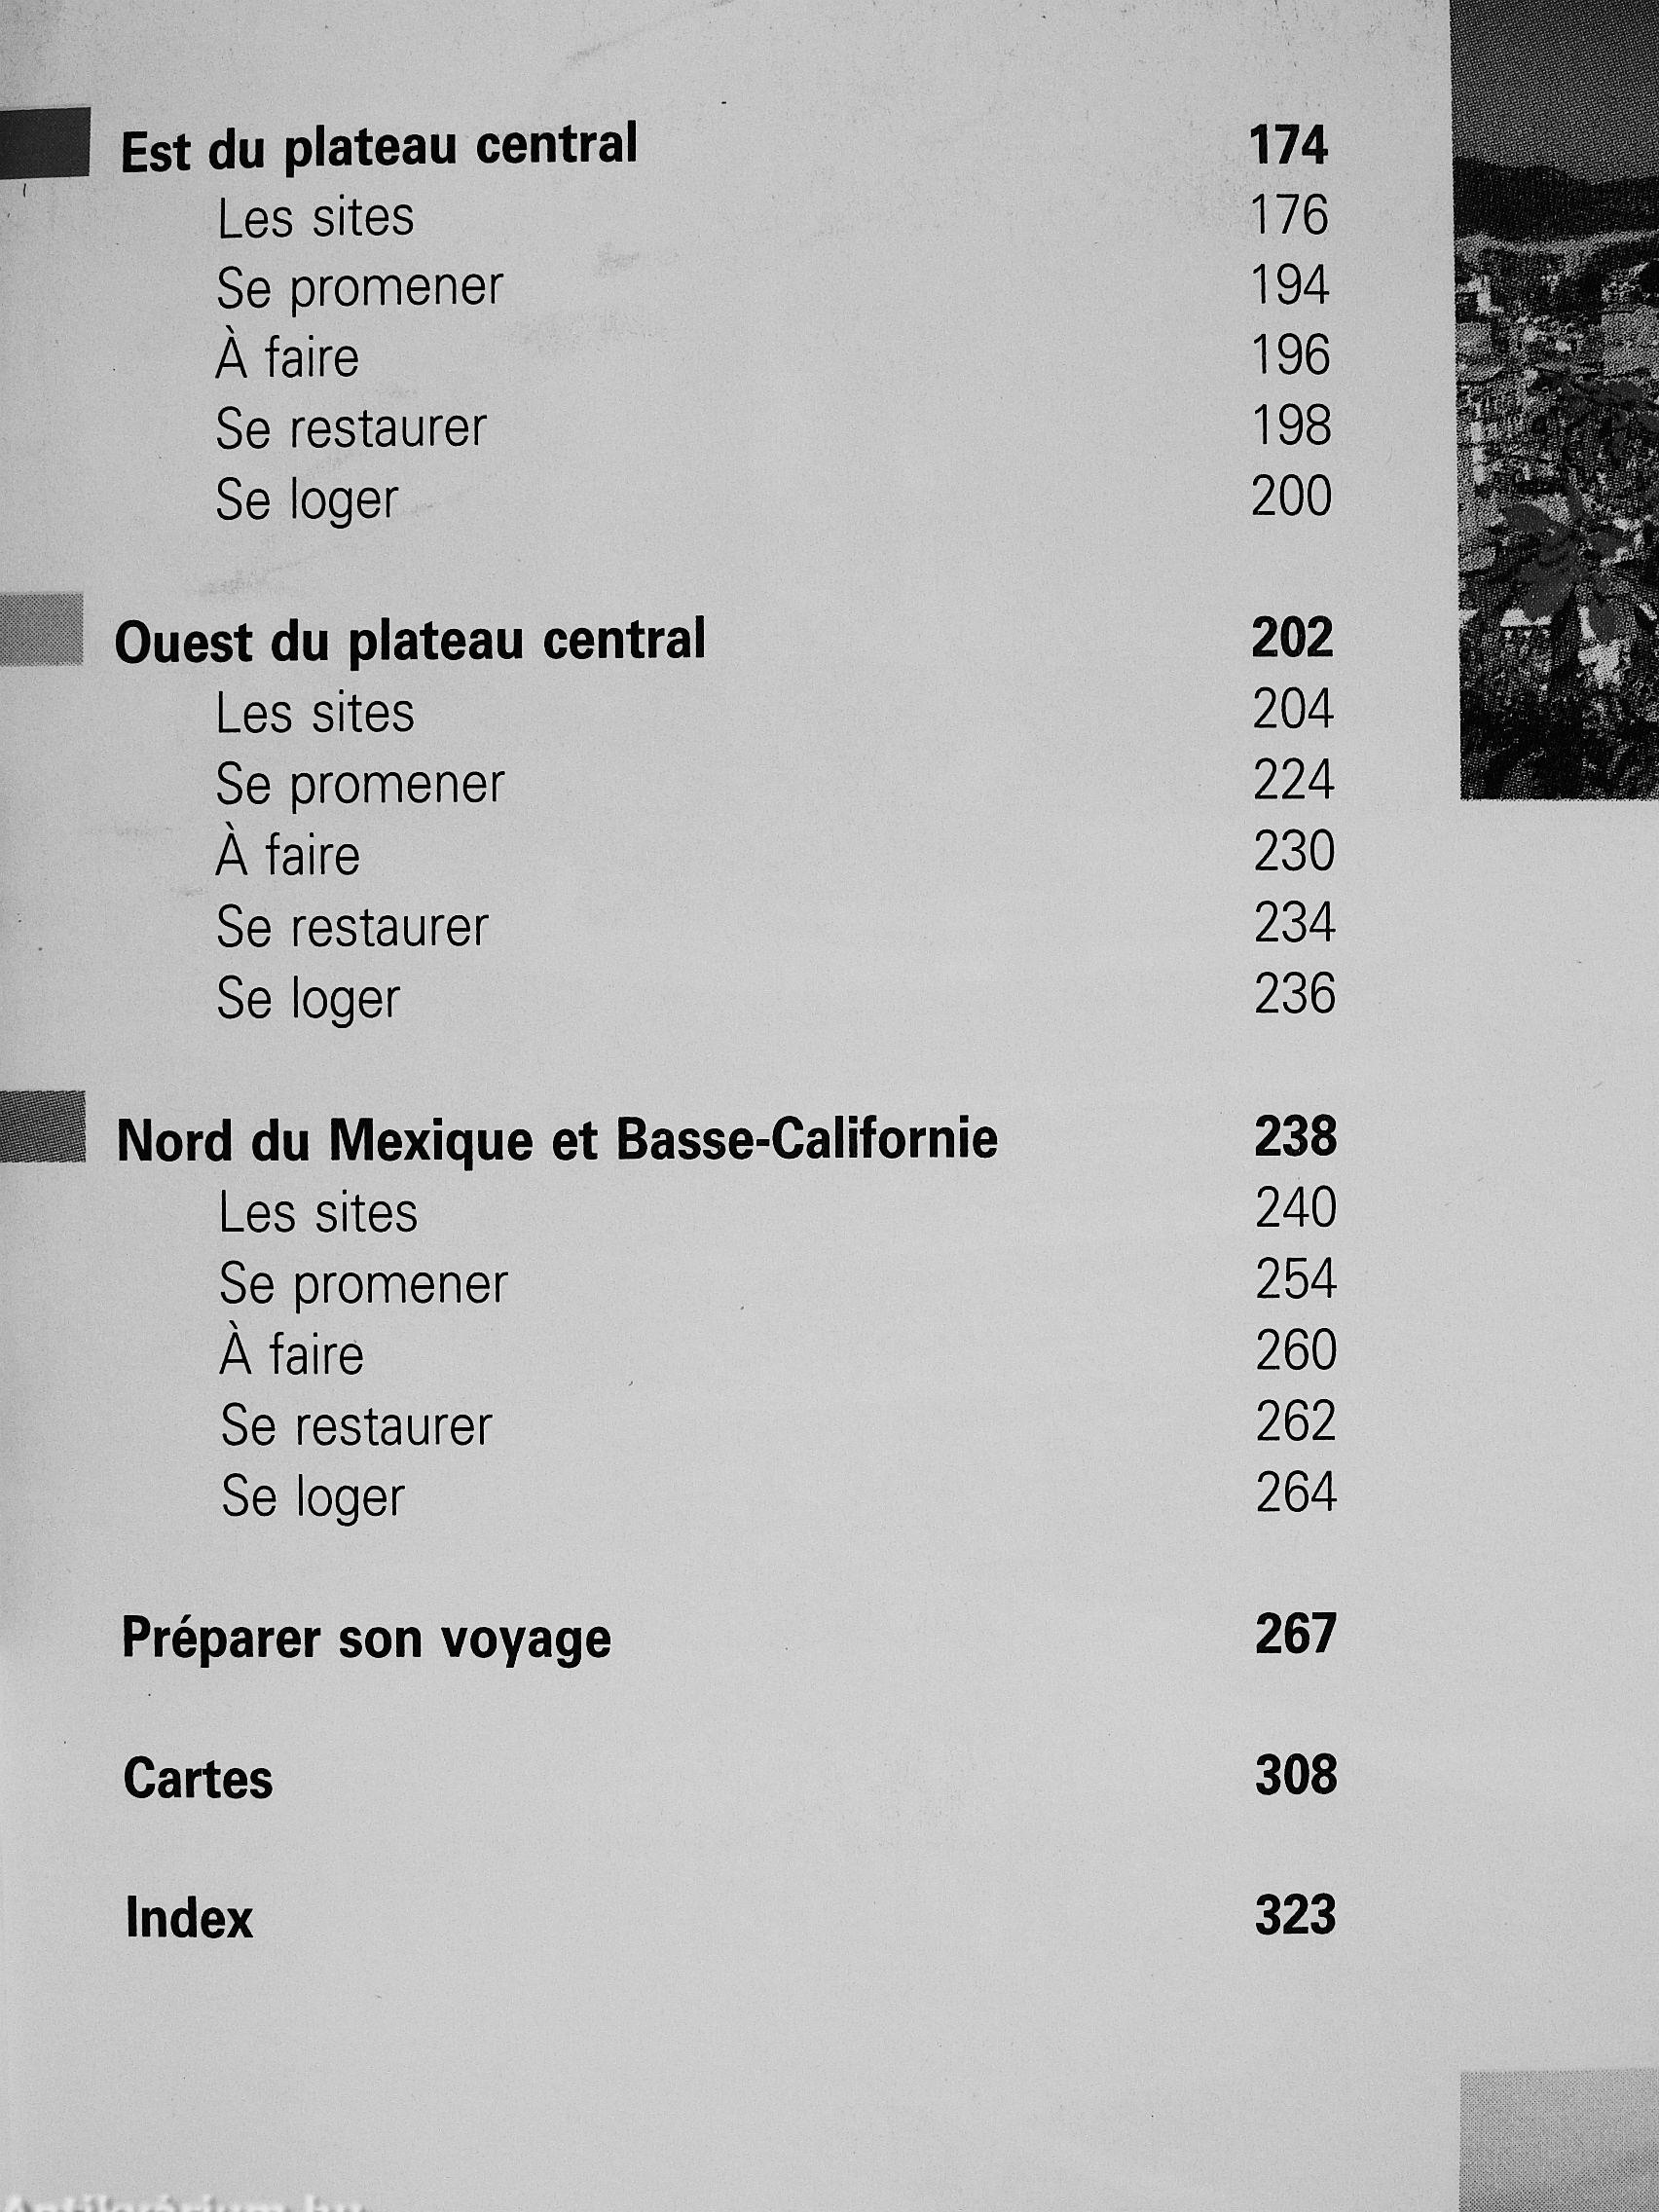 Est du plateau central 174
Les sites 176
Se promener 194
À faire 196
Se restaurer 198
Se loger 200
Ouest du plateau central 202
Les sites 204
Se promener 224
À faire 230
Se restaurer 234
Se loger 236
Nord du Mexique et Basse-Californie 238
Les sites 240
Se promener 254
À faire 260
Se restaurer 262
Se loger 264
Préparer son voyage 267
Cartes 308
Index 323